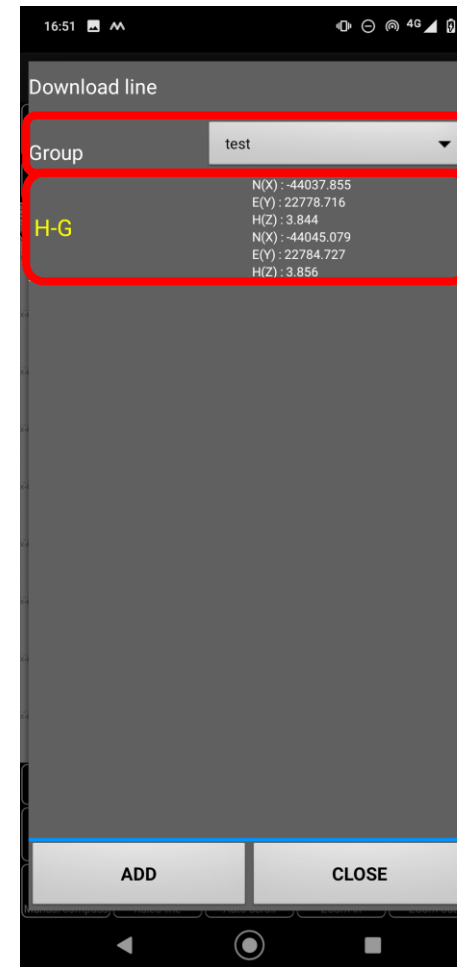 16:51
4G
Download line
Group
test
H-G
N(X) : -44037.855
E(Y) : 22778.716
H(Z) : 3.844
N(X) : -44045.079
E(Y) : 22784.727
H(Z) : 3.856
ADD
CLOSE